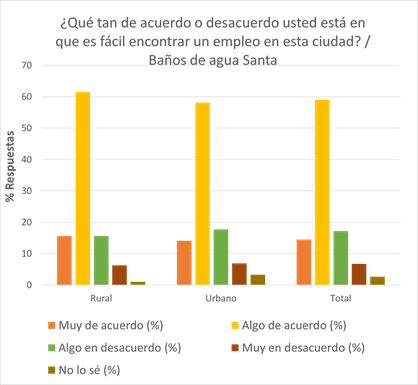 ¿Qué tan de acuerdo o desacuerdo usted está en
que es fácil encontrar un empleo en esta ciudad? /
Baños de agua Santa
% Respuestas
70
60
50
40
30
20
10
0
Rural Urbano Total
Muy de acuerdo (%) Algo de acuerdo (%)
Algo en desacuerdo (%) Muy en desacuerdo (%)
No lo sé (%)